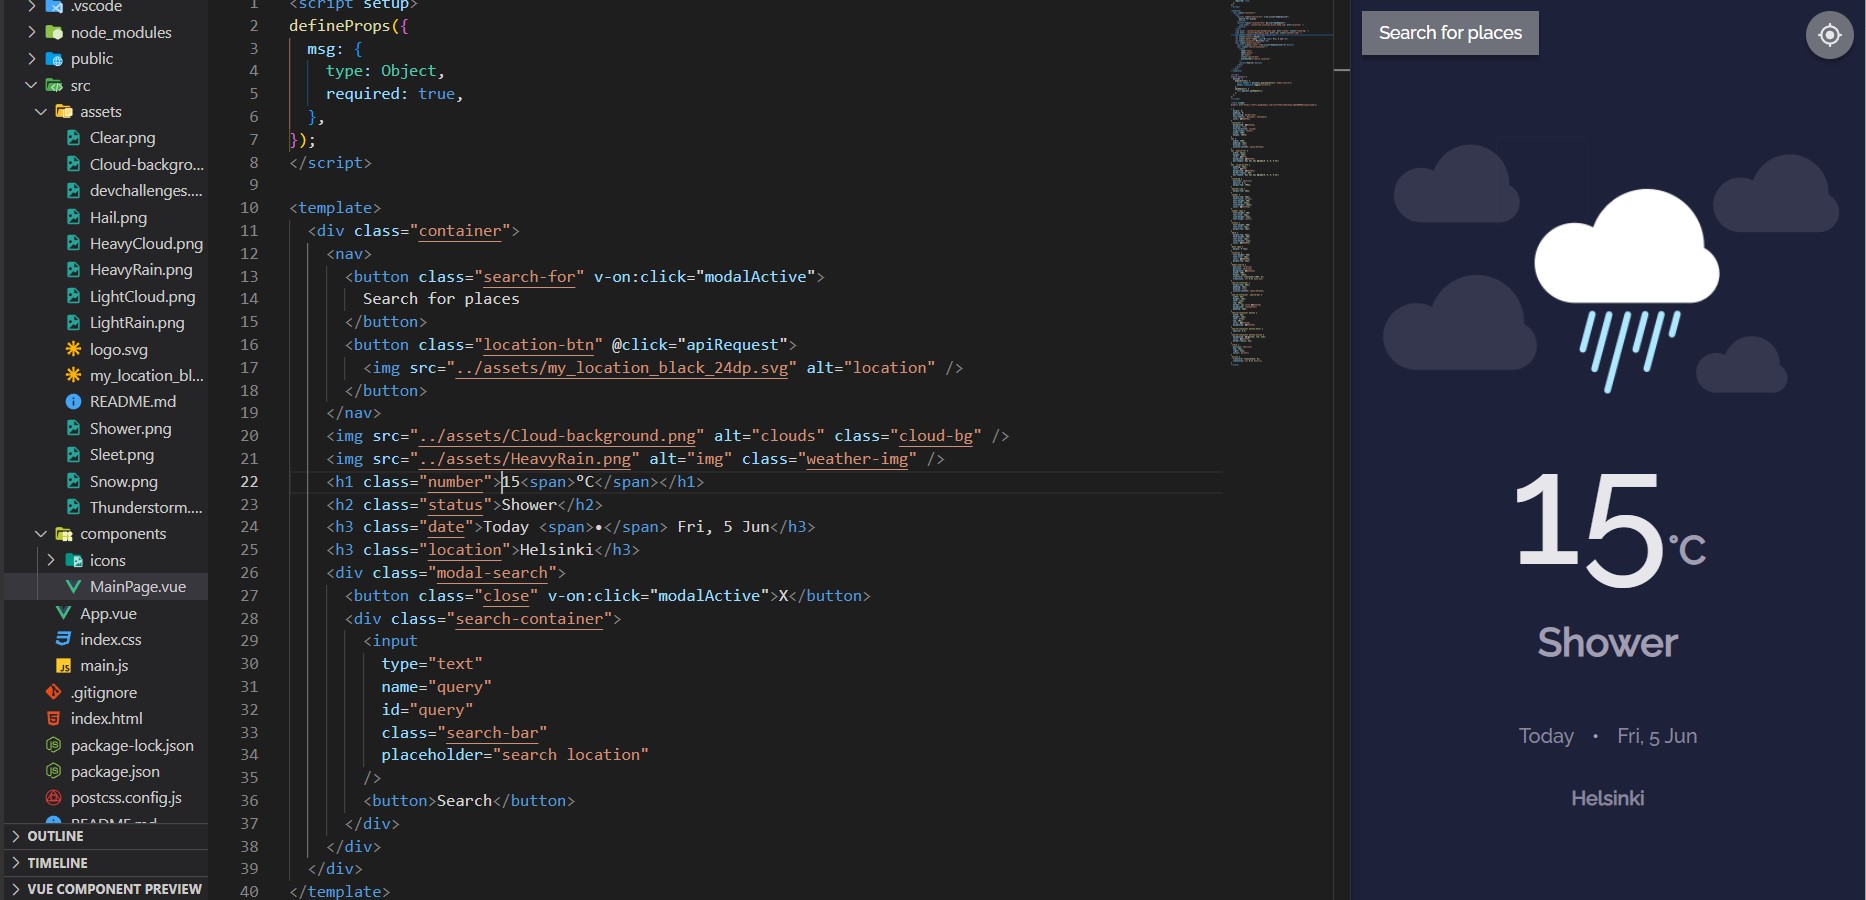 .vscode
node_modules
public
src
assets
Clear.png
Cloud-backgro...
devchallenges....
Hail.png
HeavyCloud.png
HeavyRain.png
LightCloud.png
LightRain.png
logo.svg
my_location_bl...
README.md
Shower.png
Sleet.png
Snow.png
Thunderstorm....
components
icons
MainPage.vue
App.vue
index.css
main.js
.gitignore
index.html
package-lock.json
package.json
postcss.config.js
README.md
OUTLINE
TIMELINE
VUE COMPONENT PREVIEW
1 <script setup>
2 defineProps({
3 msg: {
4 type: Object,
5 required: true,
6 },
7 });
8 </script>
9
10 <template>
11 <div class="container">
12 <nav>
13 <button class="search-for" v-on:click="modalActive">
14 Search for places
15 </button>
16 <button class="location-btn" @click="apiRequest">
17 <img src="../assets/my_location_black_24dp.svg" alt="location" />
18 </button>
19 </nav>
20 <img src="../assets/Cloud-background.png" alt="clouds" class="cloud-bg" />
21 <img src="../assets/HeavyRain.png" alt="img" class="weather-img" />
22 <h1 class="number">15<span>°C</span></h1>
23 <h2 class="status">Shower</h2>
24 <h3 class="date">Today <span>•</span> Fri, 5 Jun</h3>
25 <h3 class="location">Helsinki</h3>
26 <div class="modal-search">
27 <button class="close" v-on:click="modalActive">X</button>
28 <div class="search-container">
29 <input
30 type="text"
31 name="query"
32 id="query"
33 class="search-bar"
34 placeholder="search location"
35 />
36 <button>Search</button>
37 </div>
38 </div>
39 </div>
40 </template>
Search for places
15°C
Shower
Today • Fri, 5 Jun
Helsinki